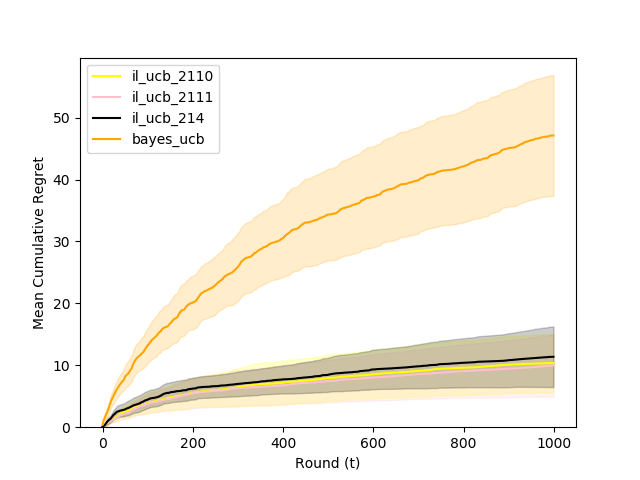 il_ucb_2110
il_ucb_2111
il_ucb_214
bayes_ucb
Mean Cumulative Regret
50
40
30
20
10
0
0 200 400 600 800 1000
Round (t)